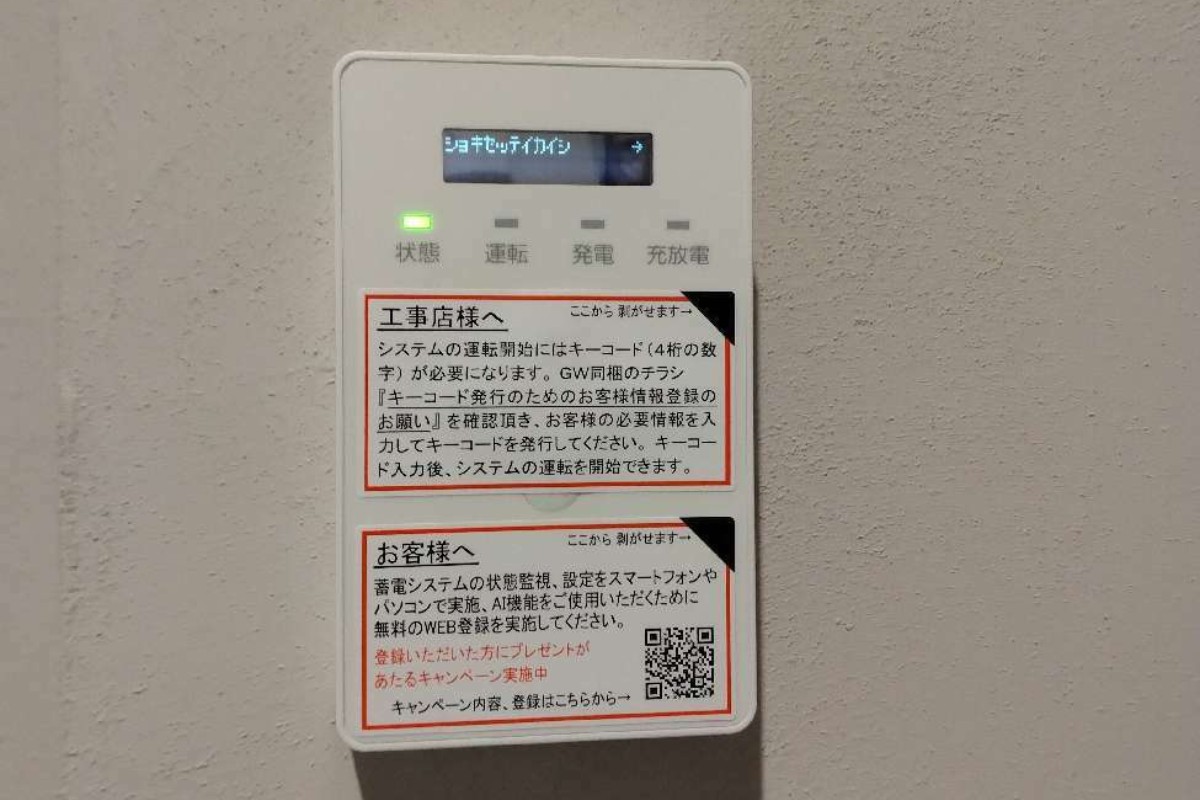 ショキセッテイカイシ →
状態 運転 発電 充放電
工事店様へ ここから 剥がせます→
システムの運転開始にはキーコード(4桁の数
字)が必要になります。GW同梱のチラシ
『キーコード発行のためのお客様情報登録の
お願い』を確認頂き、お客様の必要情報を入
力してキーコードを発行してください。キーコー
ド入力後、システムの運転を開始できます。
お客様へ ここから 剥がせます→
蓄電システムの状態監視、設定をスマートフォンや
パソコンで実施、AI機能をご使用いただくために
無料のWEB登録を実施してください。
登録いただいた方にプレゼントが
あたるキャンペーン実施中
キャンペーン内容、登録はこちらから→